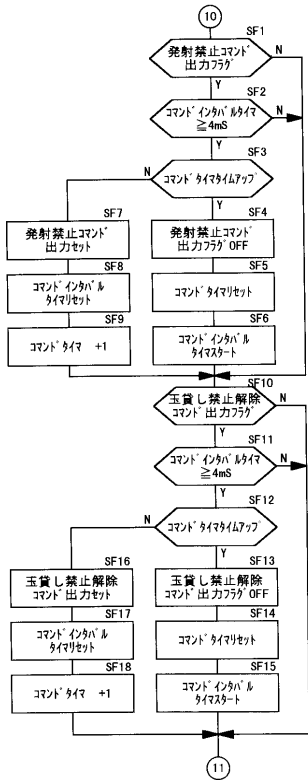 10
SF1
発射禁止コマンド
出力フラグ
N
Y
SF2
コマンドインタバルタイマ
≧4mS
N
Y
SF3
N
コマンドタイマタイムアップ
Y
SF7
発射禁止コマンド
出力セット
SF4
発射禁止コマンド
出力フラグOFF
SF8
コマンドインタバル
タイマリセット
SF5
コマンドタイマリセット
SF9
コマンドタイマ +1
SF6
コマンドインタバル
タイマスタート
SF10
玉貸し禁止解除
コマンド出力フラグ
N
Y
SF11
コマンドインタバルタイマ
≧4mS
N
Y
SF12
N
コマンドタイマタイムアップ
Y
SF16
玉貸し禁止解除
コマンド出力セット
SF13
玉貸し禁止解除
コマンド出力フラグOFF
SF17
コマンドインタバル
タイマリセット
SF14
コマンドタイマリセット
SF18
コマンドタイマ +1
SF15
コマンドインタバル
タイマスタート
11